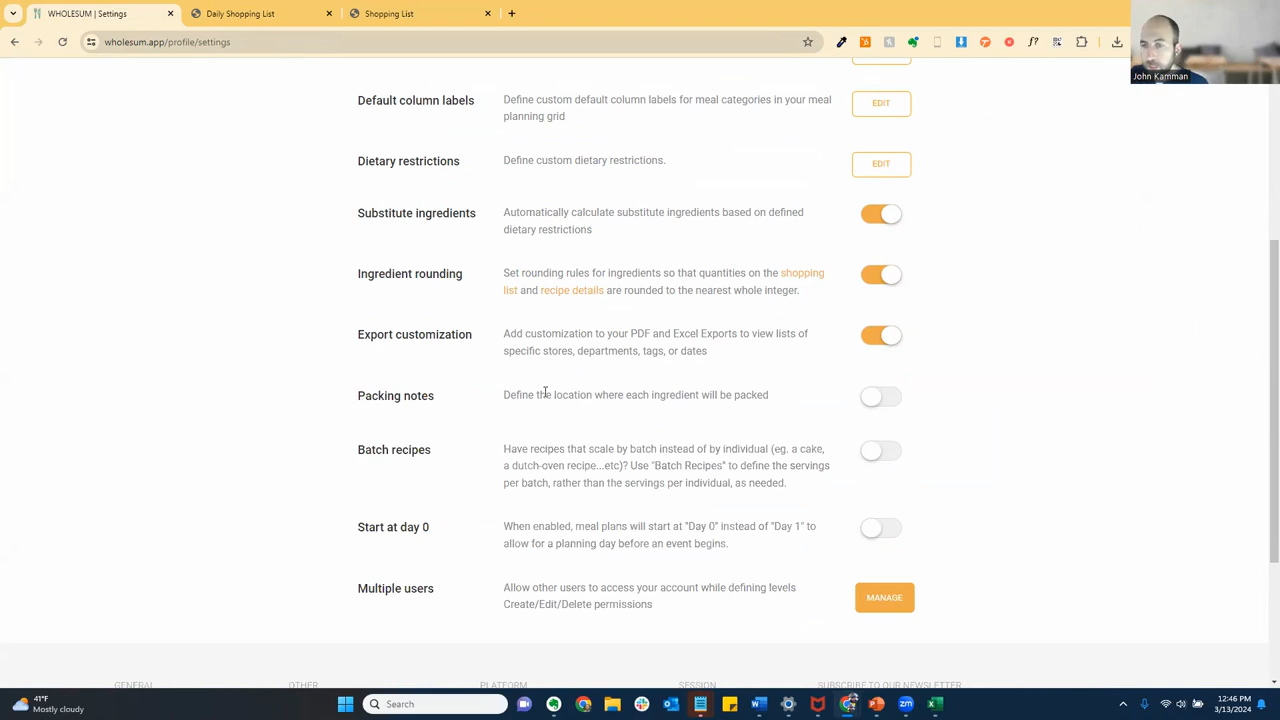 WHOLESUM | Settings
Daily Shopping List
Shopping List
wholesum.app/profile/settings
John Kamman
Default column labels
Define custom default column labels for meal categories in your meal
planning grid
EDIT
Dietary restrictions
Define custom dietary restrictions.
EDIT
Substitute ingredients
Automatically calculate substitute ingredients based on defined
dietary restrictions
Ingredient rounding
Set rounding rules for ingredients so that quantities on the shopping
list and recipe details are rounded to the nearest whole integer.
Export customization
Add customization to your PDF and Excel Exports to view lists of
specific stores, departments, tags, or dates
Packing notes
Define the location where each ingredient will be packed
Batch recipes
Have recipes that scale by batch instead of by individual (eg. a cake,
a dutch-oven recipe...etc)? Use "Batch Recipes" to define the servings
per batch, rather than the servings per individual, as needed.
Start at day 0
When enabled, meal plans will start at "Day 0" instead of "Day 1" to
allow for a planning day before an event begins.
Multiple users
Allow other users to access your account while defining levels
Create/Edit/Delete permissions
MANAGE
GENERAL
OTHER
PLATFORM
SESSION
SUBSCRIBE TO OUR NEWSLETTER
41°F
Mostly cloudy
Search
12:46 PM
3/13/2024